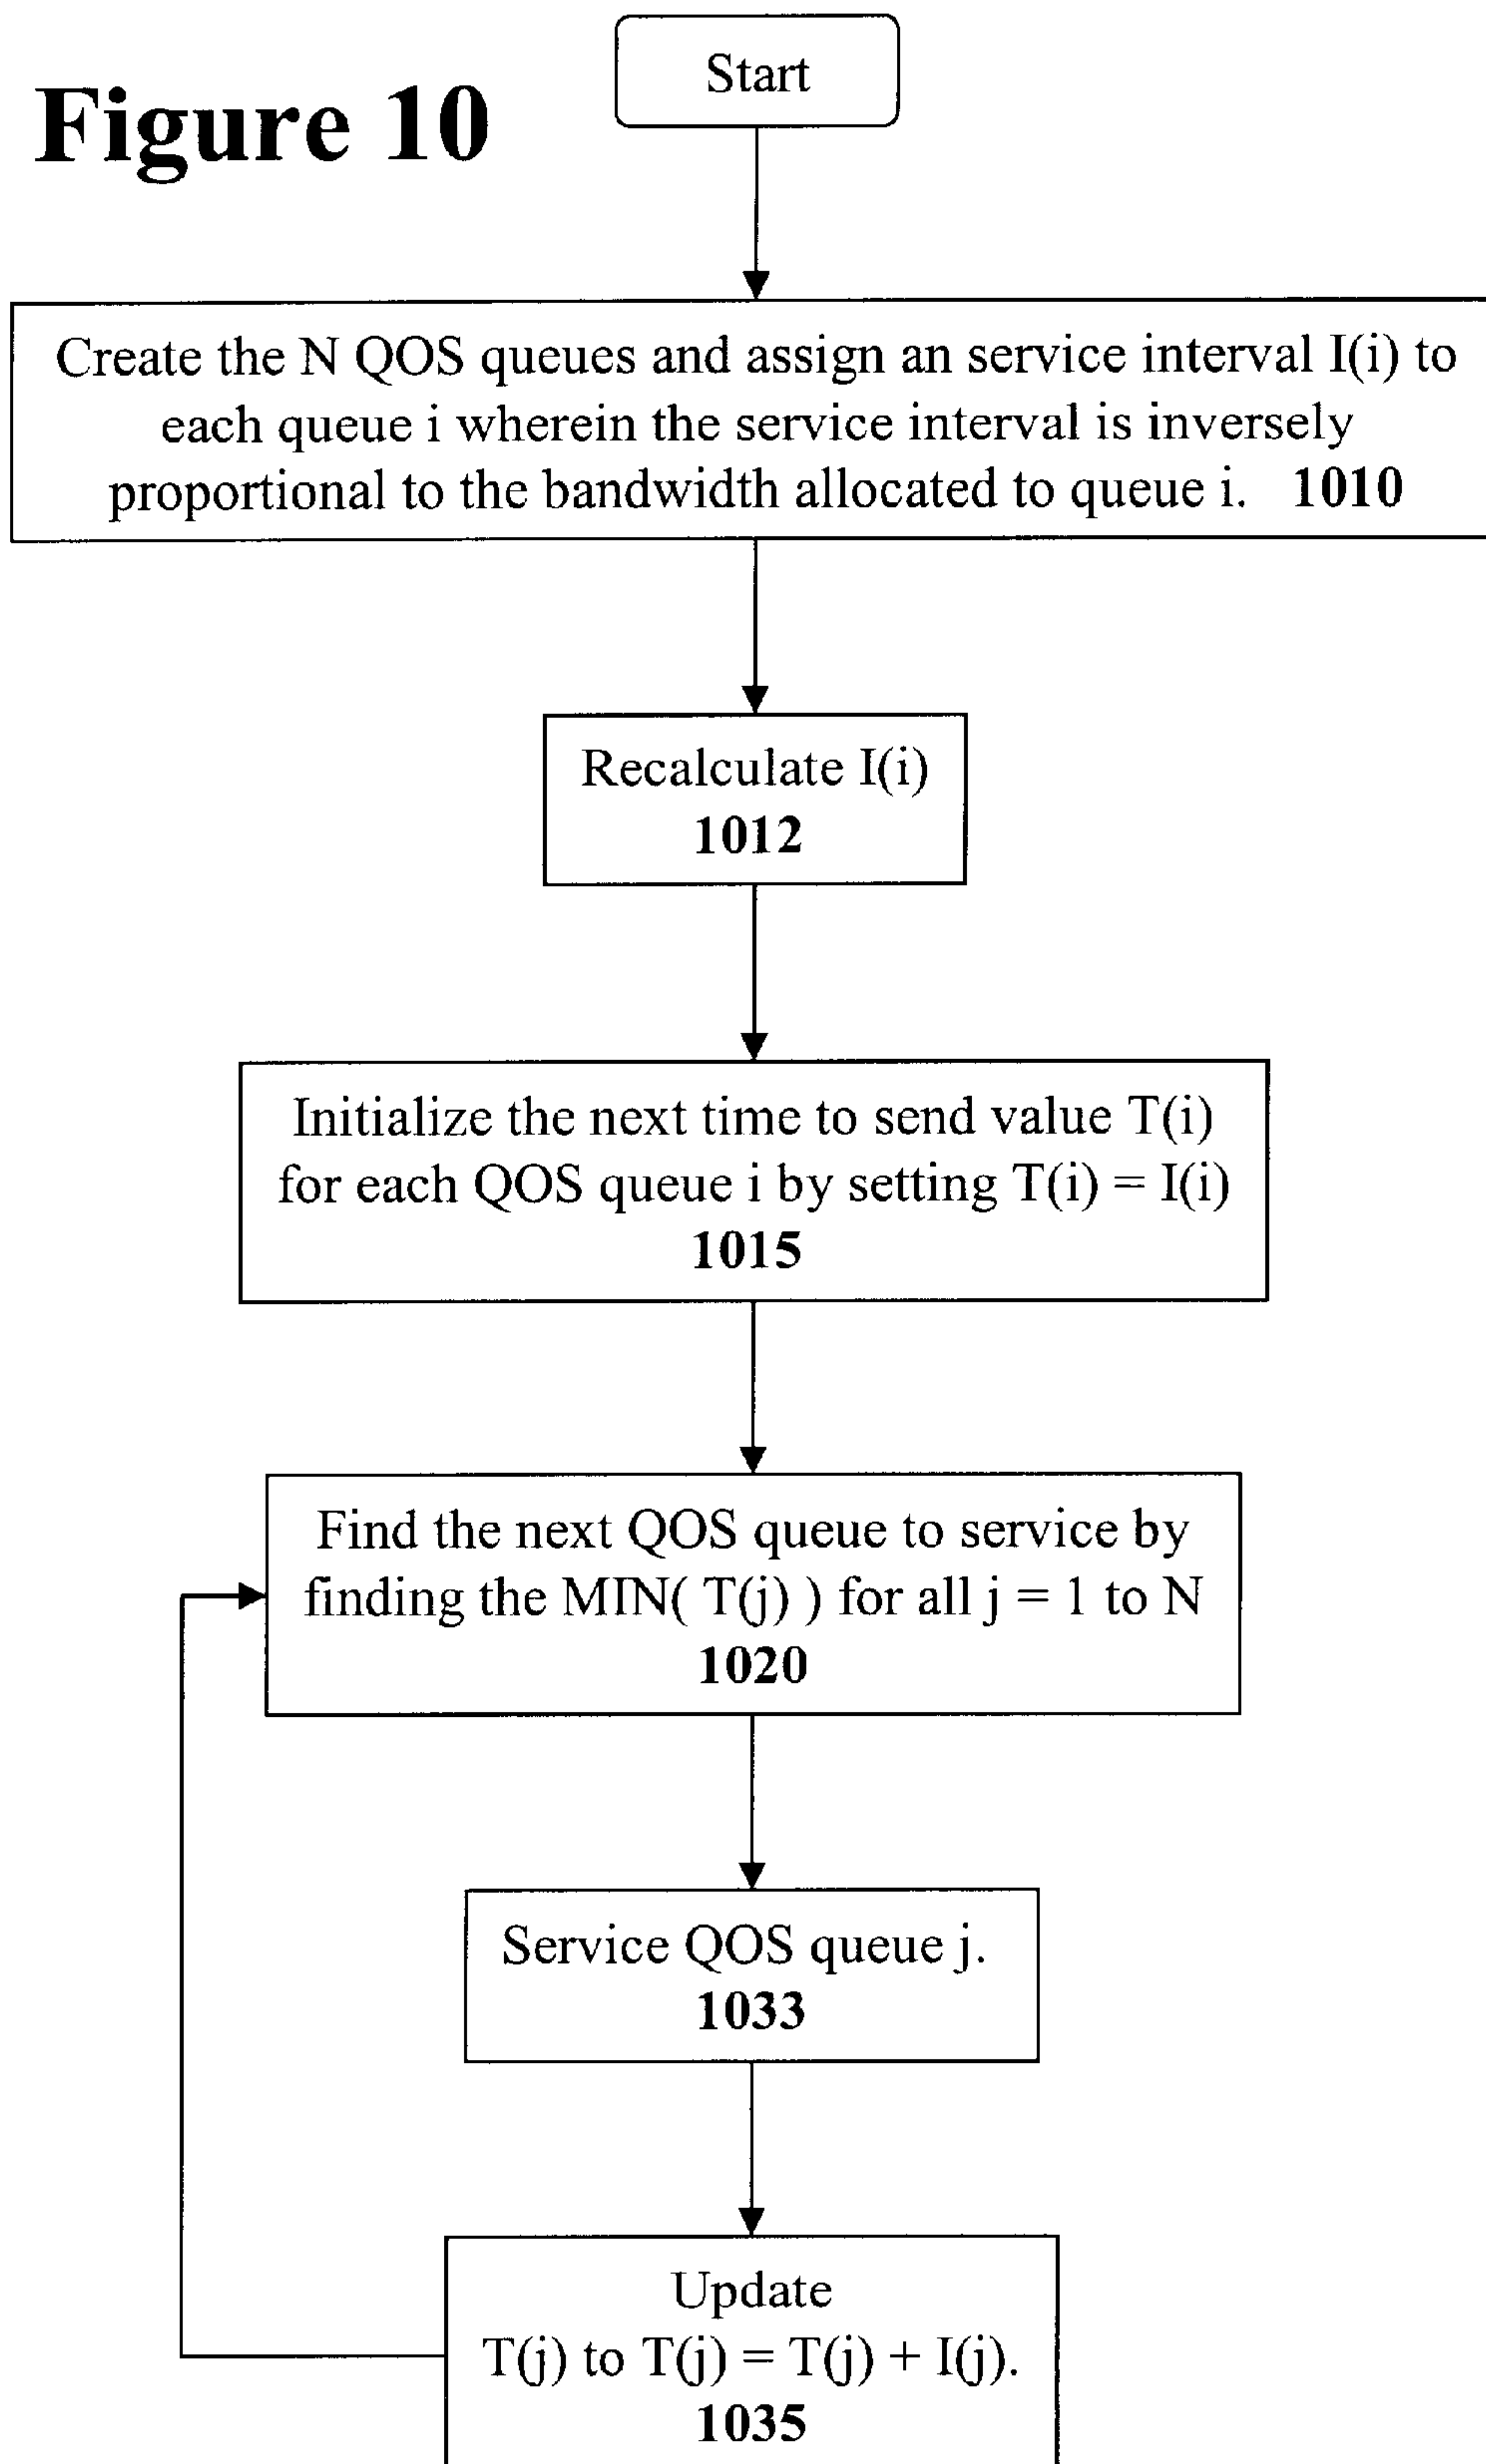 Figure 10
Start
Create the N QOS queues and assign an service interval I(i) to
each queue i wherein the service interval is inversely
proportional to the bandwidth allocated to queue i. 1010
Recalculate I(i)
1012
Initialize the next time to send value T(i)
for each QOS queue i by setting T(i) = I(i)
1015
Find the next QOS queue to service by
finding the MIN( T(j) ) for all j = 1 to N
1020
Service QOS queue j.
1033
Update
T(j) to T(j) = T(j) + I(j).
1035